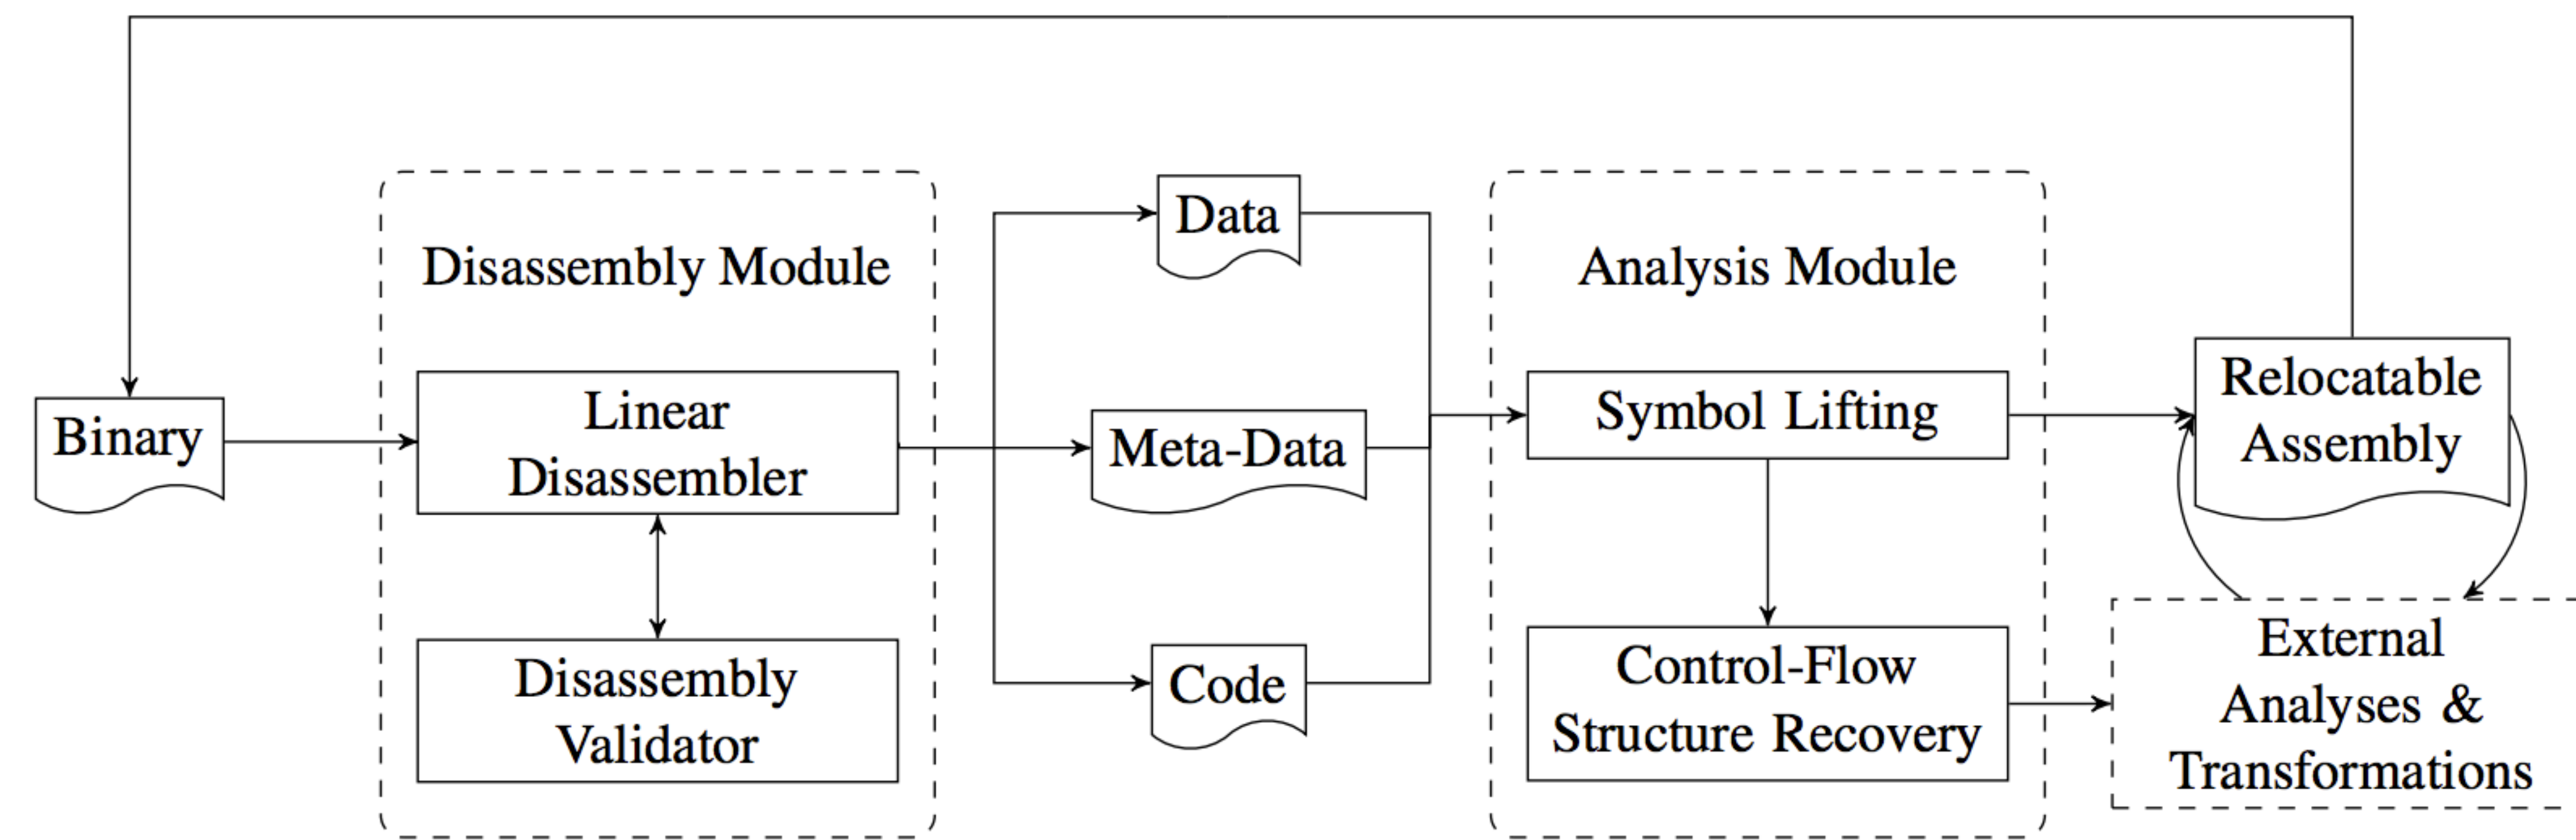 Binary
Disassembly Module
Linear
Disassembler
Disassembly
Validator
Data
Meta-Data
Code
Analysis Module
Symbol Lifting
Control-Flow
Structure Recovery
Relocatable
Assembly
External
Analyses &
Transformations